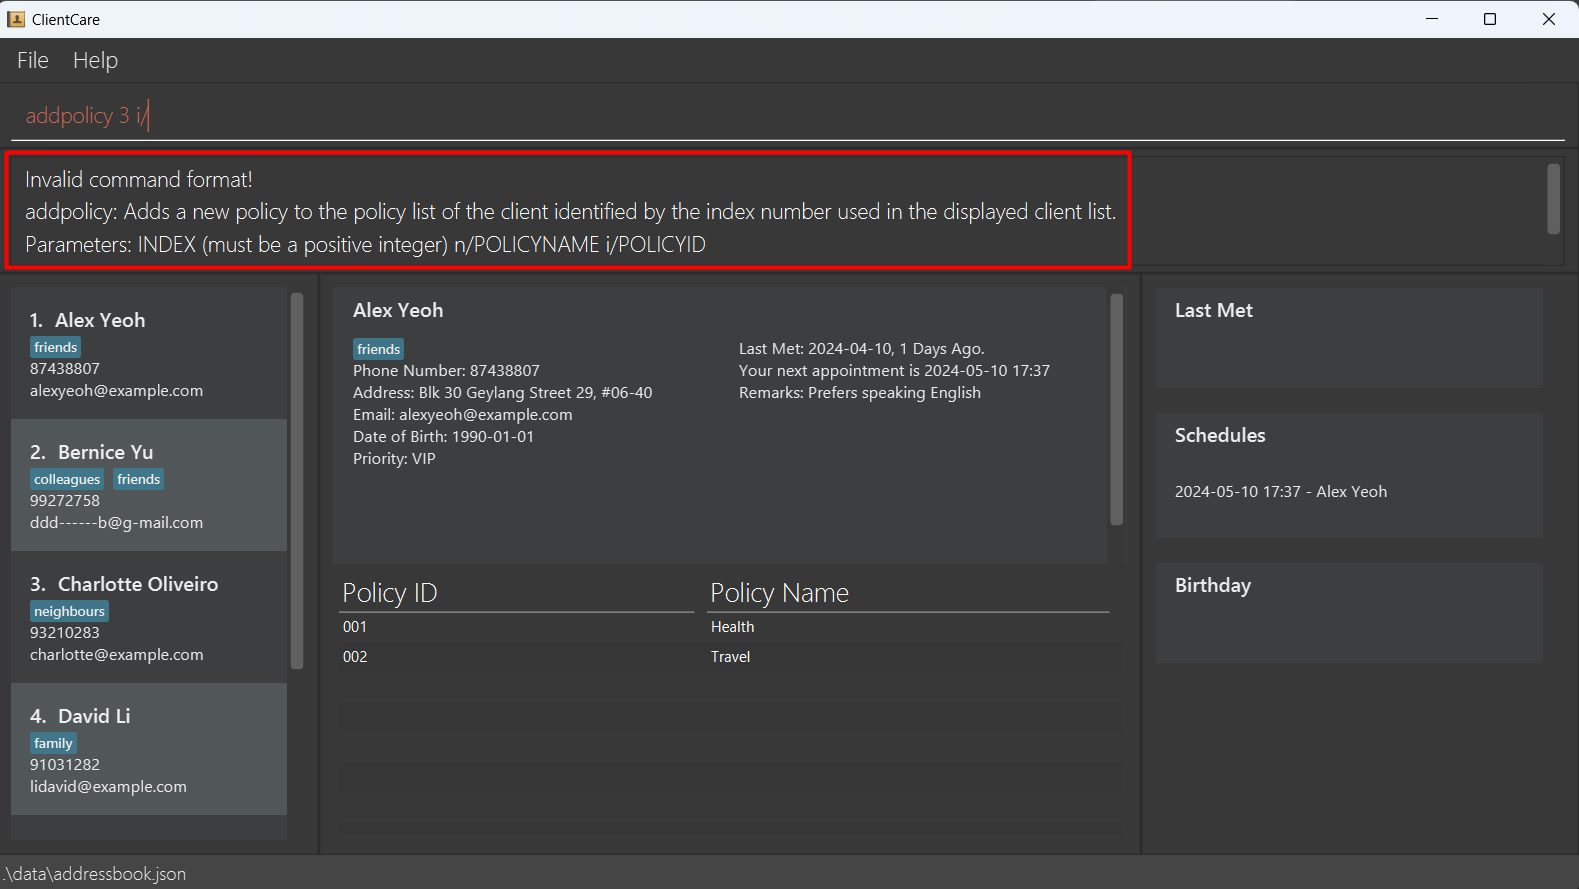 ClientCare
File Help
addpolicy 3 i/
Invalid command format!
addpolicy: Adds a new policy to the policy list of the client identified by the index number used in the displayed client list.
Parameters: INDEX (must be a positive integer) n/POLICYNAME i/POLICYID
1. Alex Yeoh
friends
87438807
alexyeoh@example.com
2. Bernice Yu
colleagues friends
99272758
ddd------b@g-mail.com
3. Charlotte Oliveiro
neighbours
93210283
charlotte@example.com
4. David Li
family
91031282
lidavid@example.com
Alex Yeoh
friends
Phone Number: 87438807
Address: Blk 30 Geylang Street 29, #06-40
Email: alexyeoh@example.com
Date of Birth: 1990-01-01
Priority: VIP
Last Met: 2024-04-10, 1 Days Ago.
Your next appointment is 2024-05-10 17:37
Remarks: Prefers speaking English
Policy ID Policy Name
001 Health
002 Travel
Last Met
Schedules
2024-05-10 17:37 - Alex Yeoh
Birthday
.\data\addressbook.json